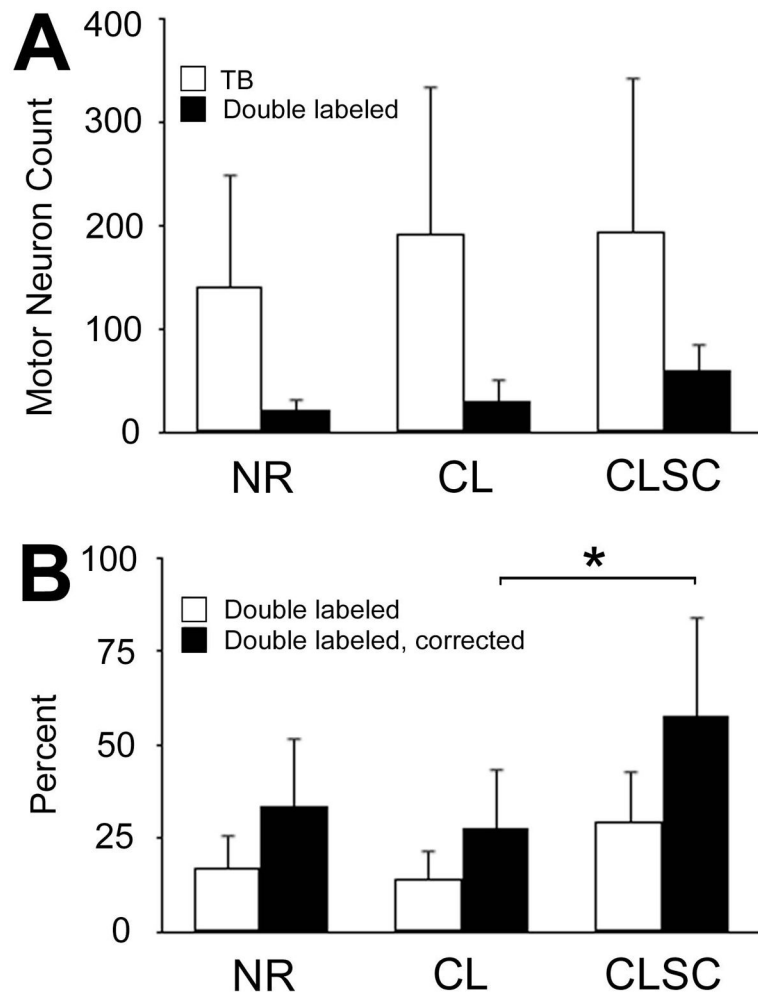 A
Motor Neuron Count
400
300
200
100
0
TB
Double labeled
NR CL CLSC
B
Percent
100
75
50
25
0
Double labeled
Double labeled, corrected
*
NR CL CLSC